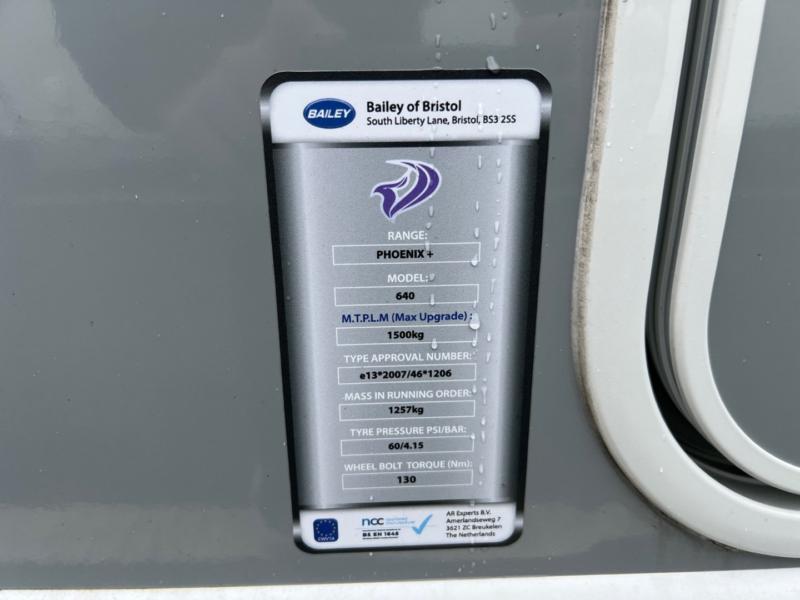 BAILEY
Bailey of Bristol
South Liberty Lane, Bristol, BS3 2SS
RANGE:
PHOENIX +
MODEL:
640
M.T.P.L.M (Max Upgrade) :
1500kg
TYPE APPROVAL NUMBER:
e13*2007/46*1206
MASS IN RUNNING ORDER:
1257kg
TYRE PRESSURE PSI/BAR:
60/4.15
WHEEL BOLT TORQUE (Nm):
130
EWVTA
ncc
BS EN 1645
AR Experts B.V.
Amerlandseweg 7
3621 ZC Breukelen
The Netherlands